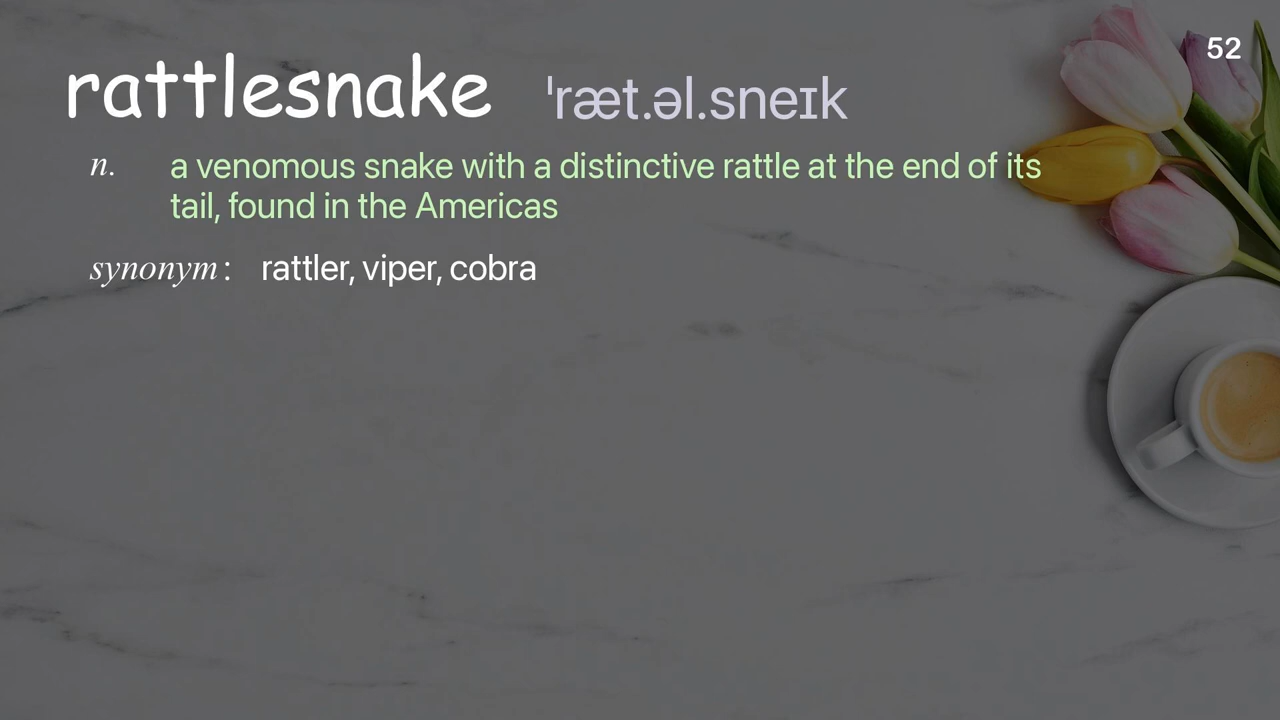 52
rattlesnake ˈræt.əl.sneɪk
n. a venomous snake with a distinctive rattle at the end of its
tail, found in the Americas
synonym: rattler, viper, cobra